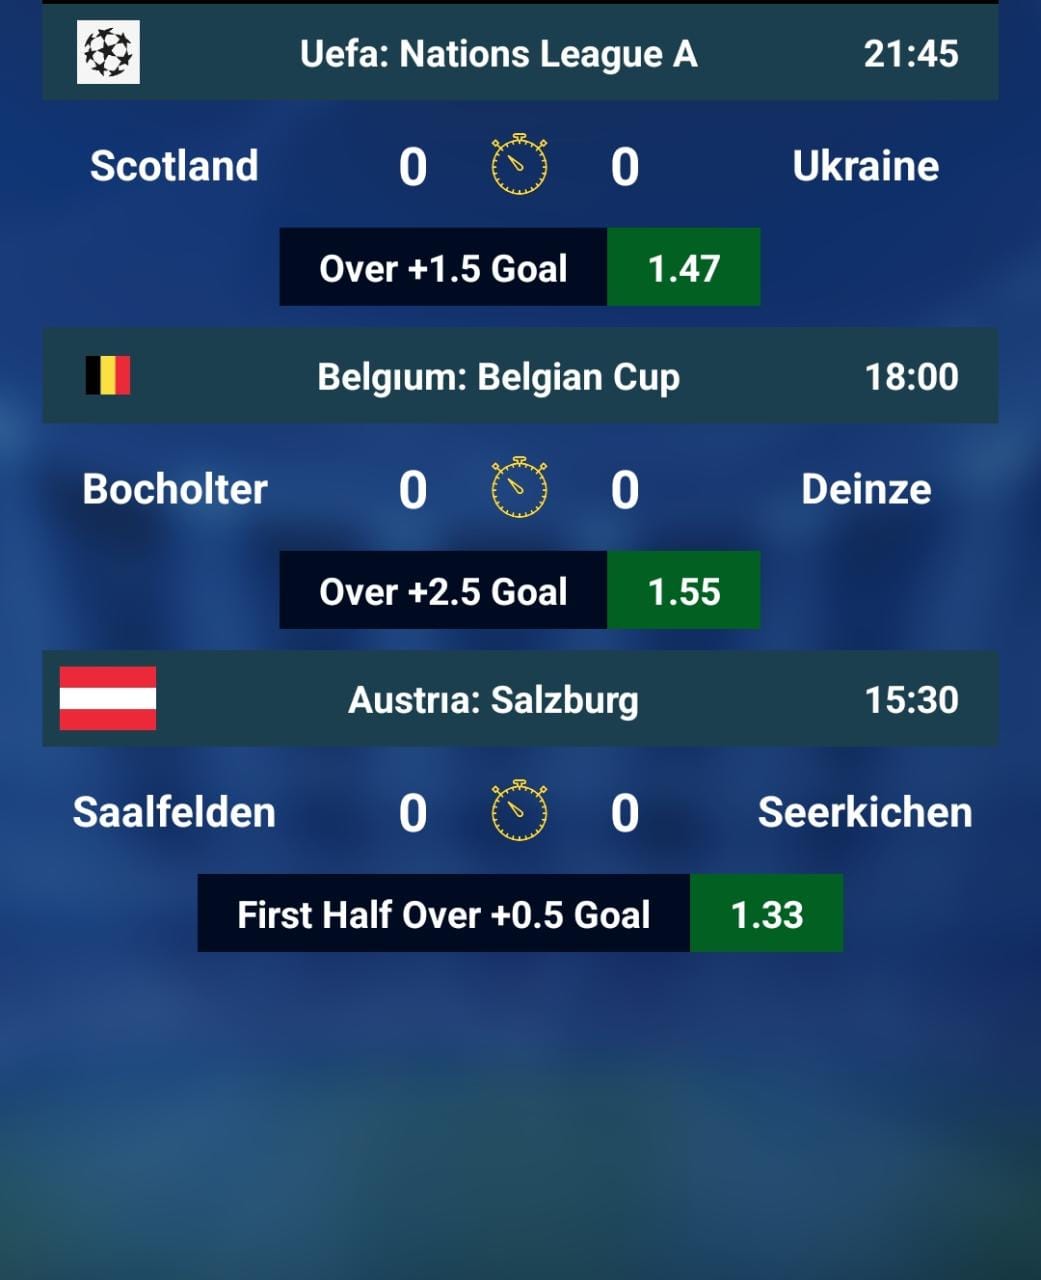 Uefa: Nations League A 21:45
Scotland 0 0 Ukraine
Over +1.5 Goal 1.47
Belgıum: Belgian Cup 18:00
Bocholter 0 0 Deinze
Over +2.5 Goal 1.55
Austrıa: Salzburg 15:30
Saalfelden 0 0 Seerkichen
First Half Over +0.5 Goal 1.33